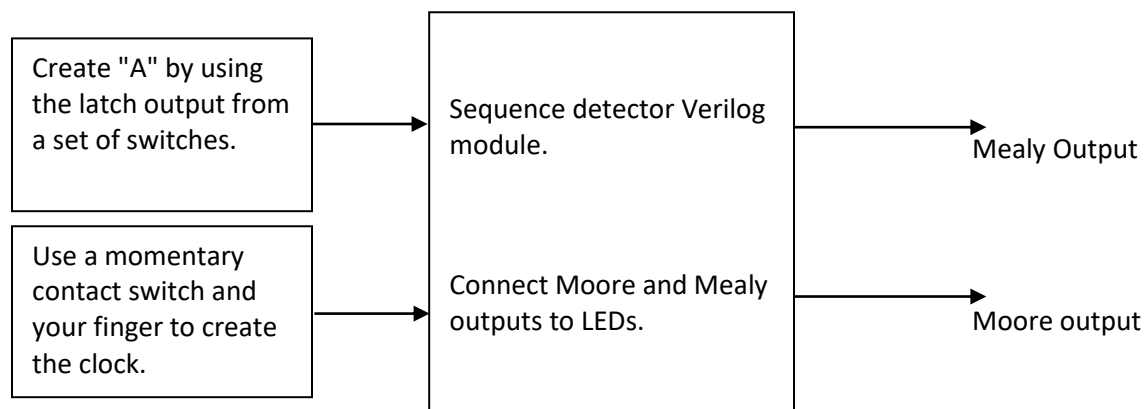 Create "A" by using
the latch output from
a set of switches.
Sequence detector Verilog
module.
Mealy Output
Use a momentary
contact switch and
your finger to create
the clock.
Connect Moore and Mealy
outputs to LEDs.
Moore output